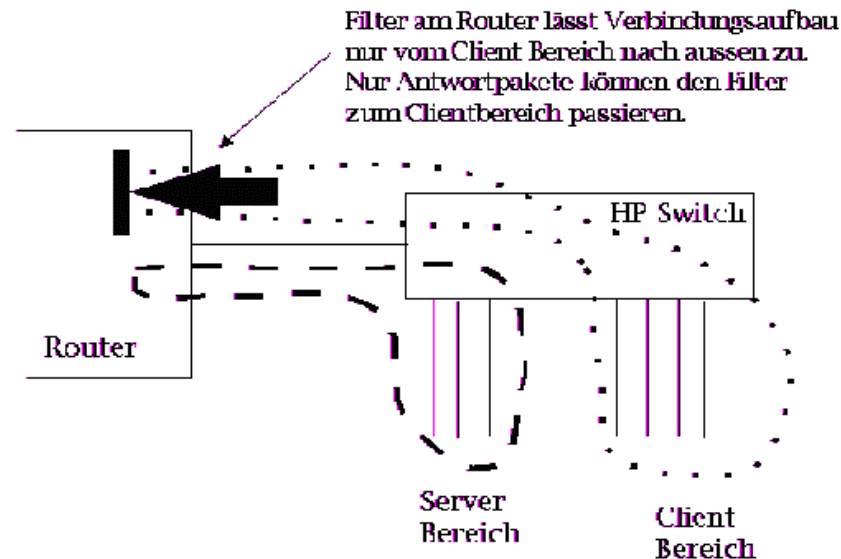 Filter am Router lässt Verbindungsaufbau
nur vom Client Bereich nach aussen zu.
Nur Antwortpakete können den Filter
zum Clientbereich passieren.
HP Switch
Router
Server
Bereich
Client
Bereich